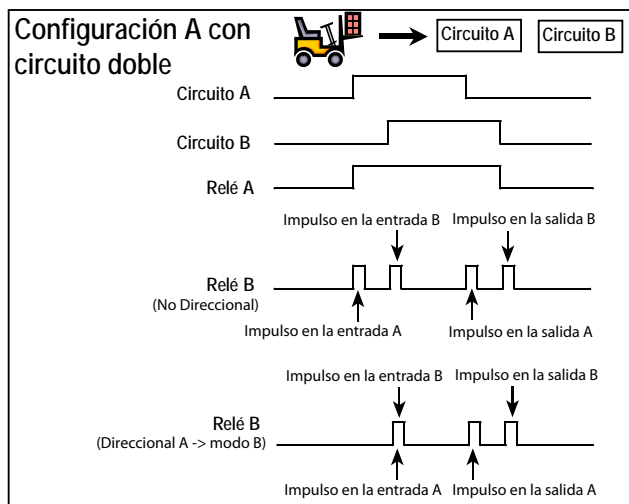 Configuración A con
circuito doble
Circuito A
Circuito B
Circuito A
Circuito B
Relé A
Impulso en la entrada B
Impulso en la salida B
Relé B
(No Direccional)
Impulso en la entrada A
Impulso en la salida A
Impulso en la entrada B
Impulso en la salida B
Relé B
(Direccional A -> modo B)
Impulso en la entrada A
Impulso en la salida A